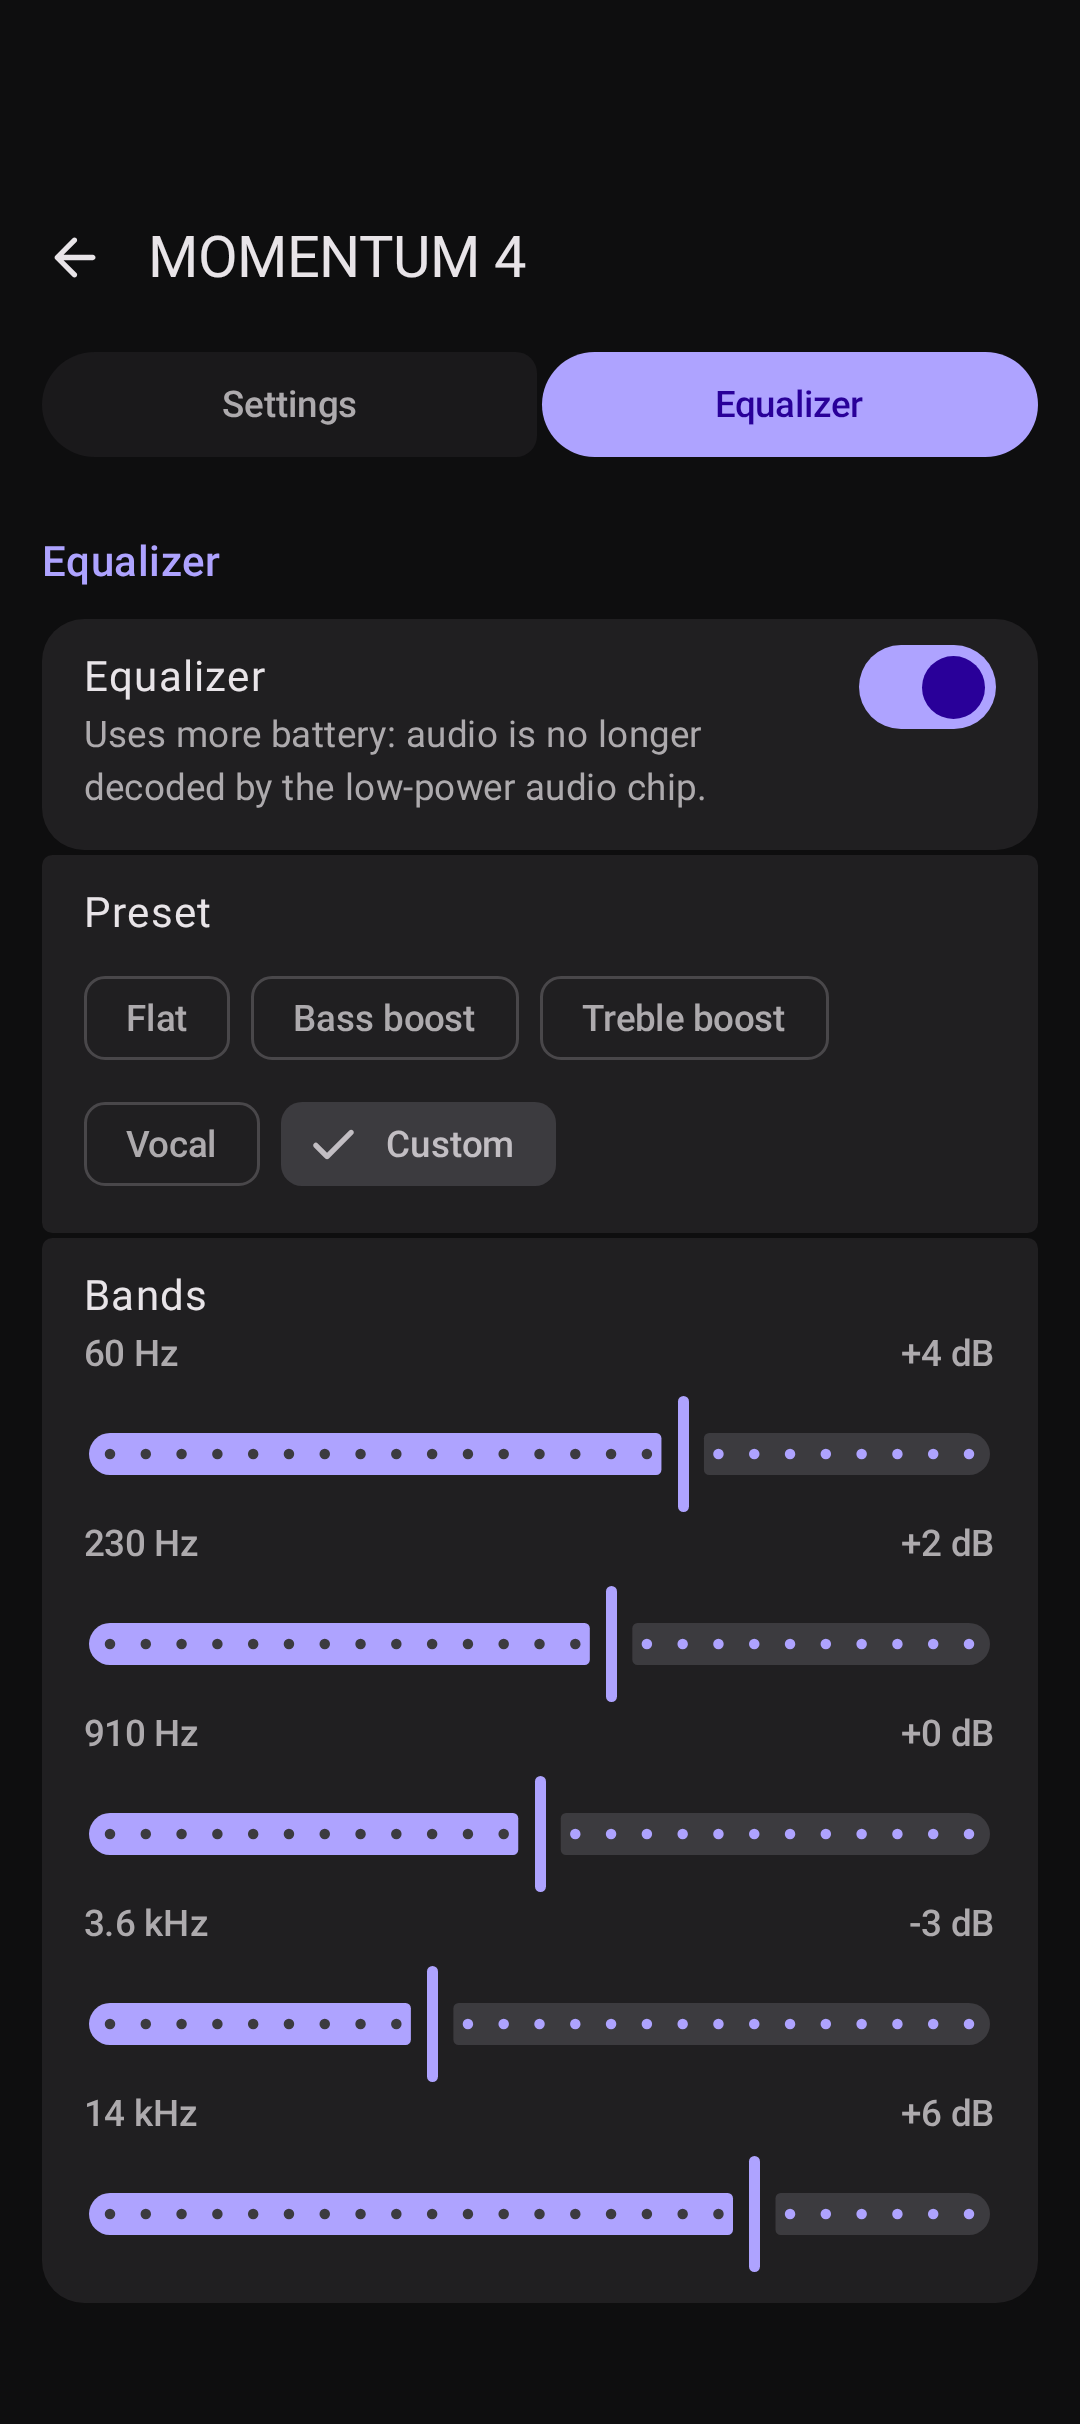 MOMENTUM 4
Settings
Equalizer
Equalizer
Equalizer
Uses more battery: audio is no longer
decoded by the low-power audio chip.
Preset
Flat
Bass boost
Treble boost
Vocal
Custom
Bands
60 Hz +4 dB
230 Hz +2 dB
910 Hz +0 dB
3.6 kHz -3 dB
14 kHz +6 dB